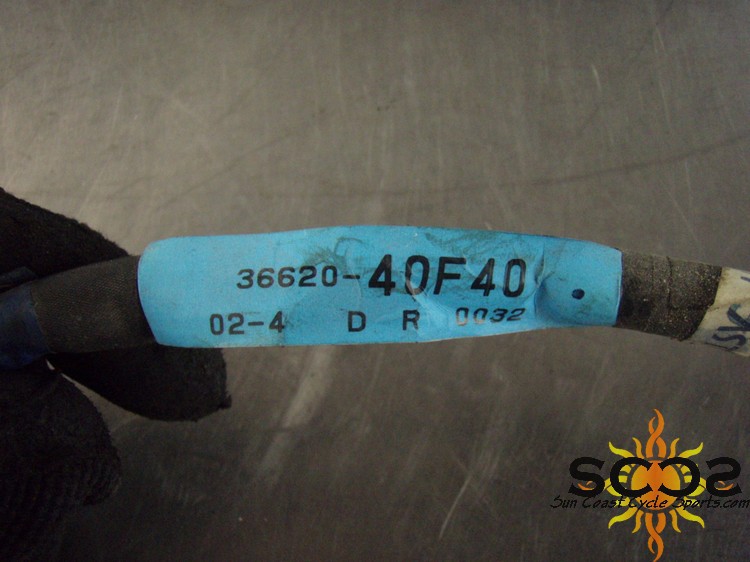 36620-40F40
02-4 D R 0032
SCCS
Sun Coast Cycle Sports.com